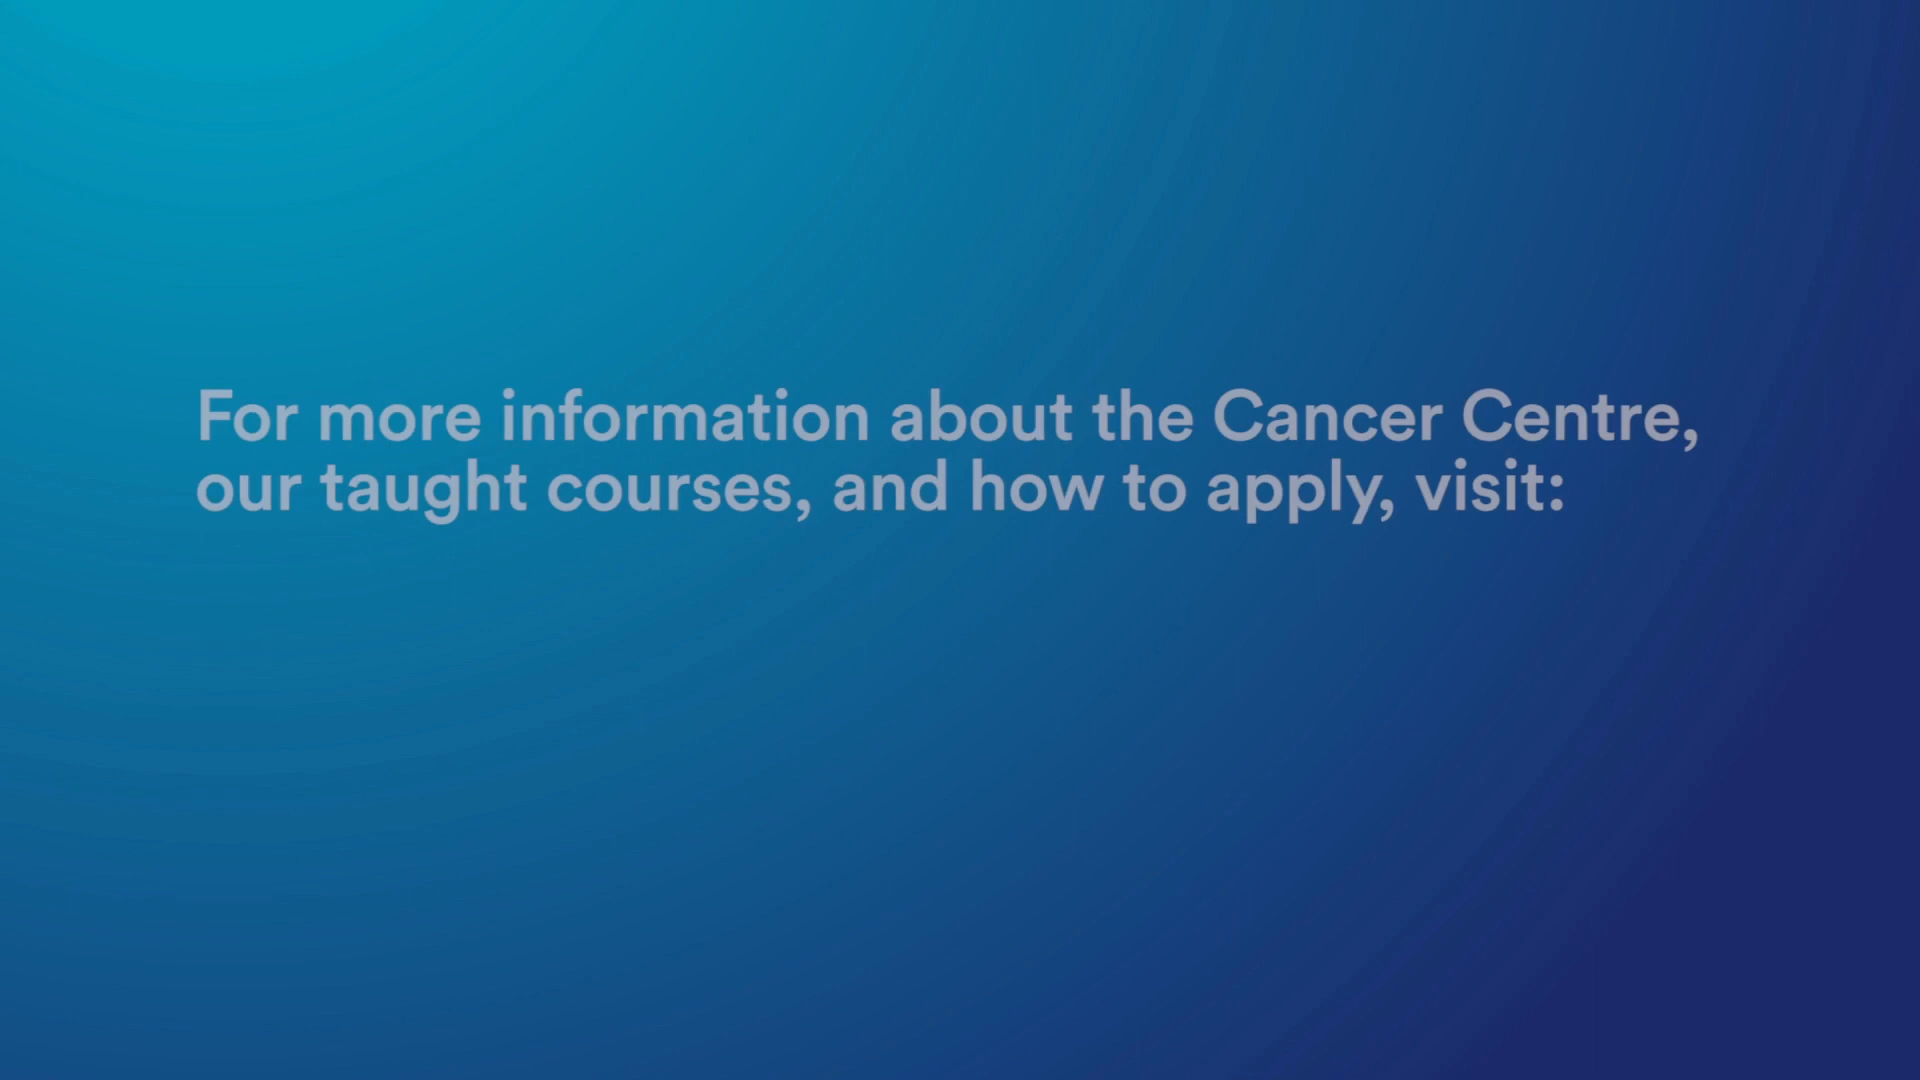 For more information about the Cancer Centre,
our taught courses, and how to apply, visit: